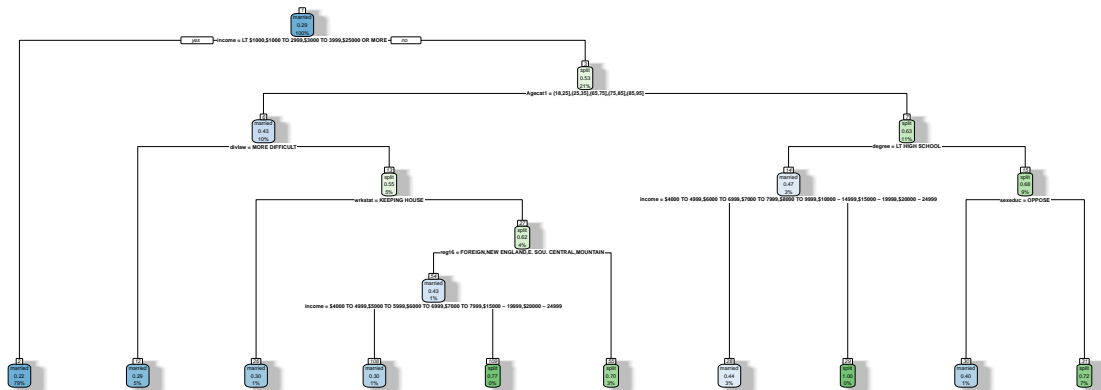 1
married
0.29
100%
yes
income = LT $1000,$1000 TO 2999,$3000 TO 3999,$25000 OR MORE
no
3
split
0.53
21%
Agecat1 = (18,25],(25,35],(65,75],(75,85],(85,95]
6
married
0.43
10%
7
split
0.63
11%
divlaw = MORE DIFFICULT
degree = LT HIGH SCHOOL
13
split
0.55
5%
14
married
0.47
3%
15
split
0.68
9%
wrkstat = KEEPING HOUSE
income = $4000 TO 4999,$6000 TO 6999,$7000 TO 7999,$8000 TO 9999,$10000 − 14999,$15000 − 19999,$20000 − 24999
sexeduc = OPPOSE
27
split
0.62
4%
reg16 = FOREIGN,NEW ENGLAND,E. SOU. CENTRAL,MOUNTAIN
54
married
0.43
1%
income = $4000 TO 4999,$5000 TO 5999,$6000 TO 6999,$7000 TO 7999,$15000 − 19999,$20000 − 24999
2
married
0.22
79%
12
married
0.29
5%
26
married
0.30
1%
108
married
0.30
1%
109
split
0.77
0%
55
split
0.70
3%
28
married
0.44
3%
29
split
1.00
0%
30
married
0.40
1%
31
split
0.72
7%